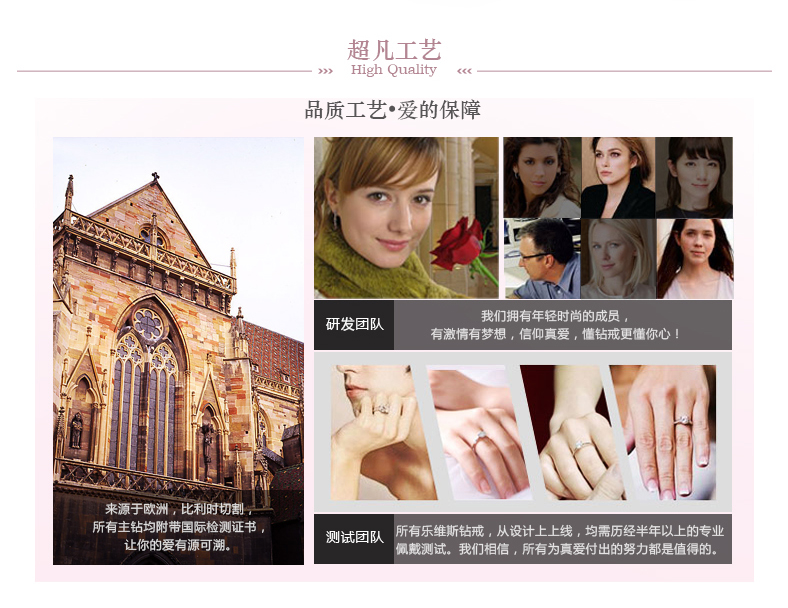 超凡工艺
High Quality
品质工艺•爱的保障
研发团队
我们拥有年轻时尚的成员，
有激情有梦想，信仰真爱，懂钻戒更懂你心！
来源于欧洲，比利时切割，
所有主钻均附带国际检测证书，
让你的爱有源可溯。
测试团队
所有乐维斯钻戒，从设计上上线，均需历经半年以上的专业
佩戴测试。我们相信，所有为真爱付出的努力都是值得的。